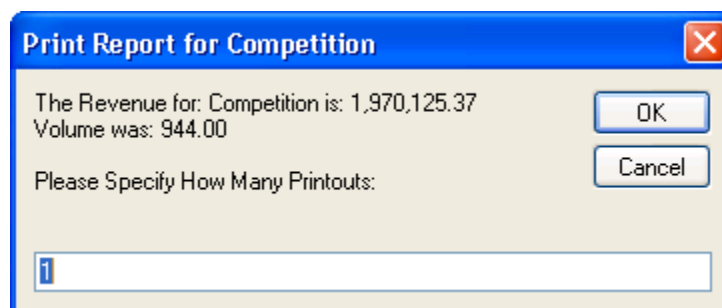 Print Report for Competition
The Revenue for: Competition is: 1,970,125.37
Volume was: 944.00
OK
Cancel
Please Specify How Many Printouts:
1